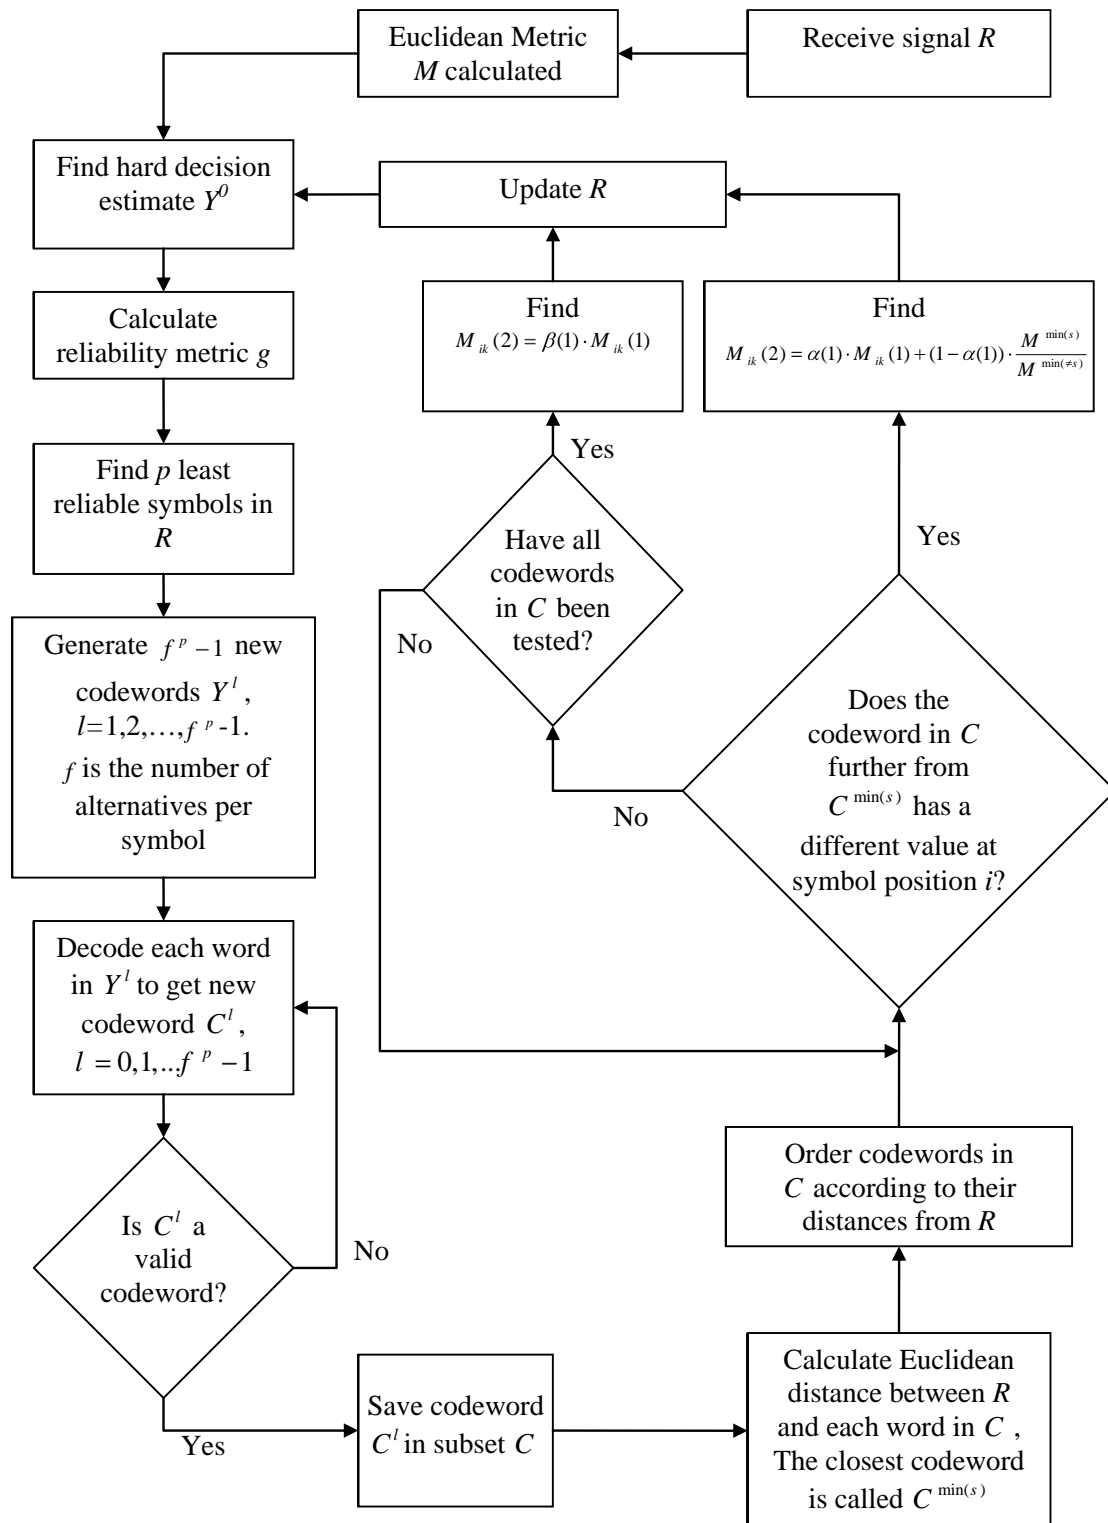 Receive signal R
Euclidean Metric
M calculated
Find hard decision
estimate Y^0
Calculate
reliability metric g
Find p least
reliable symbols in
R
Generate f^p − 1 new
codewords Y^l ,
l=1,2,…,f^p -1.
f is the number of
alternatives per
symbol
Decode each word
in Y^l to get new
codeword C^l ,
l = 0,1,...f^p − 1
Is C^l a
valid
codeword?
No
Yes
Save codeword
C^l in subset C
Calculate Euclidean
distance between R
and each word in C ,
The closest codeword
is called C^min(s)
Order codewords in
C according to their
distances from R
Does the
codeword in C
further from
C^min(s) has a
different value at
symbol position i?
No
Yes
Have all
codewords
in C been
tested?
No
Yes
Find
M_ik (2) = β(1) · M_ik (1)
Find
M_ik (2) = α(1) · M_ik (1) + (1 − α(1)) · M^min(s) / M^min(≠s)
Update R